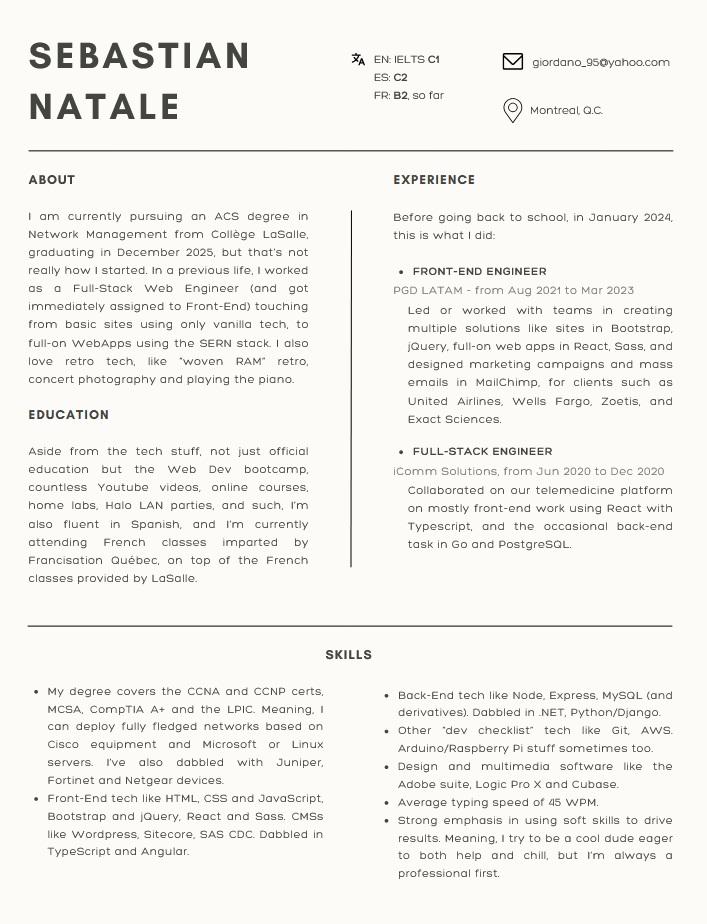 SEBASTIAN
NATALE
EN: IELTS C1
ES: C2
FR: B2, so far
giordano_95@yahoo.com
Montreal, Q.C.
ABOUT
I am currently pursuing an ACS degree in
Network Management from Collège LaSalle,
graduating in December 2025, but that's not
really how I started. In a previous life, I worked
as a Full-Stack Web Engineer (and got
immediately assigned to Front-End) touching
from basic sites using only vanilla tech, to
full-on WebApps using the SERN stack. I also
love retro tech, like "woven RAM" retro,
concert photography and playing the piano.
EDUCATION
Aside from the tech stuff, not just official
education but the Web Dev bootcamp,
countless Youtube videos, online courses,
home labs, Halo LAN parties, and such, I'm
also fluent in Spanish, and I'm currently
attending French classes imparted by
Francisation Québec, on top of the French
classes provided by LaSalle.
EXPERIENCE
Before going back to school, in January 2024,
this is what I did:
• FRONT-END ENGINEER
PGD LATAM - from Aug 2021 to Mar 2023
Led or worked with teams in creating
multiple solutions like sites in Bootstrap,
jQuery, full-on web apps in React, Sass, and
designed marketing campaigns and mass
emails in MailChimp, for clients such as
United Airlines, Wells Fargo, Zoetis, and
Exact Sciences.
• FULL-STACK ENGINEER
iComm Solutions, from Jun 2020 to Dec 2020
Collaborated on our telemedicine platform
on mostly front-end work using React with
Typescript, and the occasional back-end
task in Go and PostgreSQL.
SKILLS
• My degree covers the CCNA and CCNP certs,
MCSA, CompTIA A+ and the LPIC. Meaning, I
can deploy fully fledged networks based on
Cisco equipment and Microsoft or Linux
servers. I've also dabbled with Juniper,
Fortinet and Netgear devices.
• Front-End tech like HTML, CSS and JavaScript,
Bootstrap and jQuery, React and Sass. CMSs
like Wordpress, Sitecore, SAS CDC. Dabbled in
TypeScript and Angular.
• Back-End tech like Node, Express, MySQL (and
derivatives). Dabbled in .NET, Python/Django.
• Other "dev checklist" tech like Git, AWS.
Arduino/Raspberry Pi stuff sometimes too.
• Design and multimedia software like the
Adobe suite, Logic Pro X and Cubase.
• Average typing speed of 45 WPM.
• Strong emphasis in using soft skills to drive
results. Meaning, I try to be a cool dude eager
to both help and chill, but I'm always a
professional first.